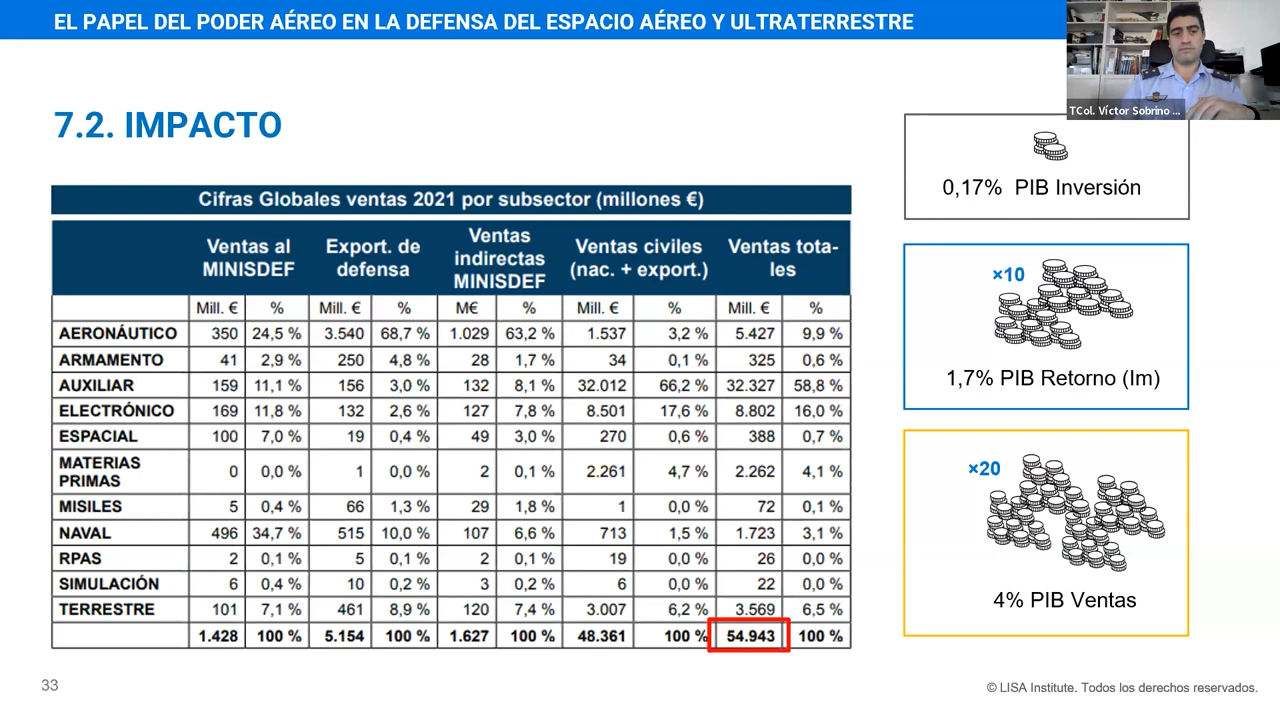 EL PAPEL DEL PODER AÉREO EN LA DEFENSA DEL ESPACIO AÉREO Y ULTRATERRESTRE
TCol. Víctor Sobrino ...
7.2. IMPACTO
Cifras Globales ventas 2021 por subsector (millones €)
Ventas al MINISDEF Export. de defensa Ventas indirectas MINISDEF Ventas civiles (nac. + export.) Ventas tota-les
Mill. € % Mill. € % M€ % Mill. € % Mill. € %
AERONÁUTICO 350 24,5 % 3.540 68,7 % 1.029 63,2 % 1.537 3,2 % 5.427 9,9 %
ARMAMENTO 41 2,9 % 250 4,8 % 28 1,7 % 34 0,1 % 325 0,6 %
AUXILIAR 159 11,1 % 156 3,0 % 132 8,1 % 32.012 66,2 % 32.327 58,8 %
ELECTRÓNICO 169 11,8 % 132 2,6 % 127 7,8 % 8.501 17,6 % 8.802 16,0 %
ESPACIAL 100 7,0 % 19 0,4 % 49 3,0 % 270 0,6 % 388 0,7 %
MATERIAS PRIMAS 0 0,0 % 1 0,0 % 2 0,1 % 2.261 4,7 % 2.262 4,1 %
MISILES 5 0,4 % 66 1,3 % 29 1,8 % 1 0,0 % 72 0,1 %
NAVAL 496 34,7 % 515 10,0 % 107 6,6 % 713 1,5 % 1.723 3,1 %
RPAS 2 0,1 % 5 0,1 % 2 0,1 % 19 0,0 % 26 0,0 %
SIMULACIÓN 6 0,4 % 10 0,2 % 3 0,2 % 6 0,0 % 22 0,0 %
TERRESTRE 101 7,1 % 461 8,9 % 120 7,4 % 3.007 6,2 % 3.569 6,5 %
1.428 100 % 5.154 100 % 1.627 100 % 48.361 100 % 54.943 100 %
0,17% PIB Inversión
×10
1,7% PIB Retorno (Im)
×20
4% PIB Ventas
33
© LISA Institute. Todos los derechos reservados.